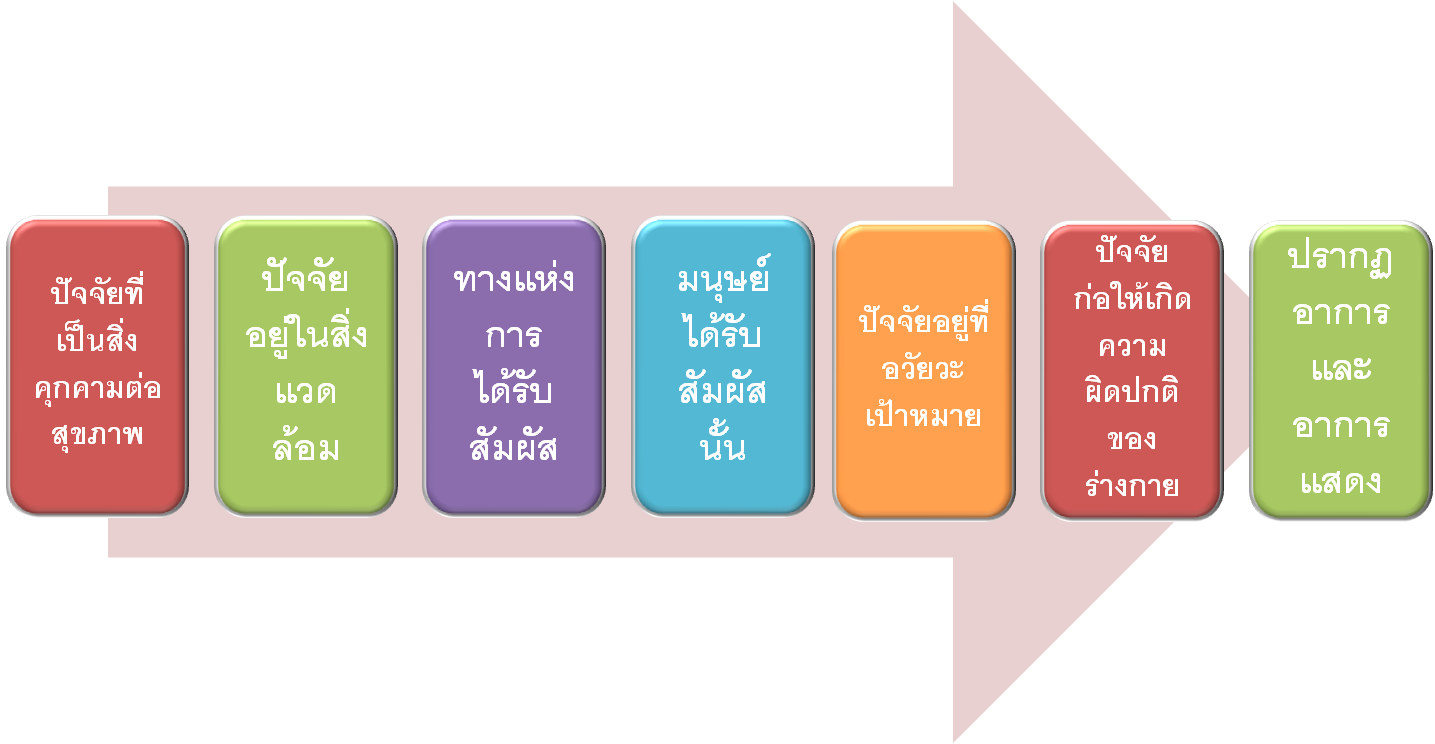 ปัจจัยที่
เป็นสิ่ง
คุกคามต่อ
สุขภาพ
ปัจจัย
อยู่ในสิ่ง
แวด
ล้อม
ทางแห่ง
การ
ได้รับ
สัมผัส
มนุษย์
ได้รับ
สัมผัส
นั้น
ปัจจัยอยู่ที่
อวัยวะ
เป้าหมาย
ปัจจัย
ก่อให้เกิด
ความ
ผิดปกติ
ของ
ร่างกาย
ปรากฏ
อาการ
และ
อาการ
แสดง